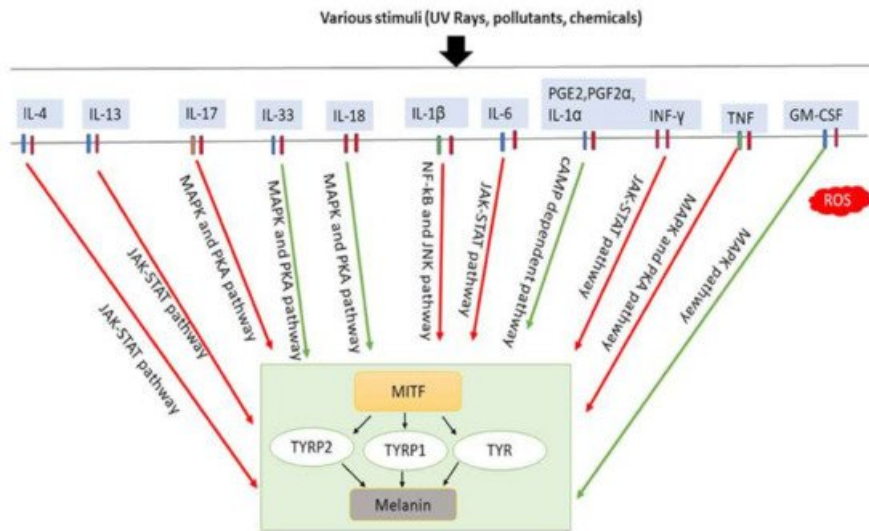 Various stimuli (UV Rays, pollutants, chemicals)
IL-4
IL-13
IL-17
IL-33
IL-18
IL-1β
IL-6
PGE2,PGF2α,
IL-1α
INF-γ
TNF
GM-CSF
ROS
JAK-STAT pathway
JAK-STAT pathway
MAPK and PKA pathway
MAPK and PKA pathway
MAPK and PKA pathway
NF-kB and JNK pathway
JAK-STAT pathway
cAMP dependent pathway
JAK-STAT pathway
MAPK and PKA pathway
MAPK pathway
MITF
TYRP2
TYRP1
TYR
Melanin